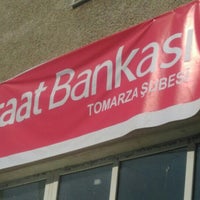 raat Bankası
TOMARZA ŞUBESİ